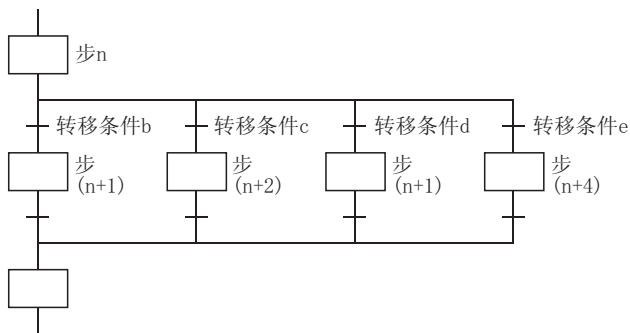 步n
转移条件b
转移条件c
转移条件d
转移条件e
步
(n+1)
步
(n+2)
步
(n+1)
步
(n+4)